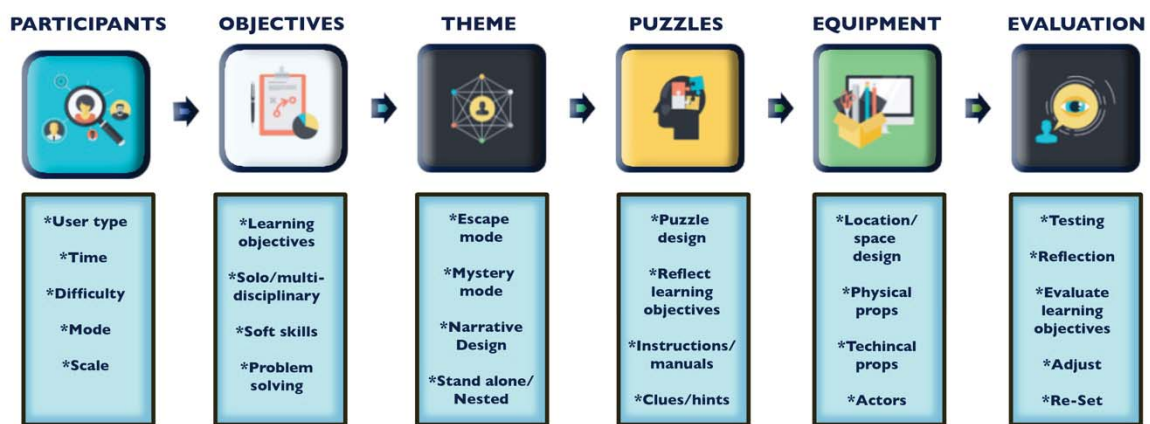 PARTICIPANTS
OBJECTIVES
THEME
PUZZLES
EQUIPMENT
EVALUATION
*User type
*Time
*Difficulty
*Mode
*Scale
*Learning
objectives
*Solo/multi-
disciplinary
*Soft skills
*Problem
solving
*Escape
mode
*Mystery
mode
*Narrative
Design
*Stand alone/
Nested
*Puzzle
design
*Reflect
learning
objectives
*Instructions/
manuals
*Clues/hints
*Location/
space
design
*Physical
props
*Techincal
props
*Actors
*Testing
*Reflection
*Evaluate
learning
objectives
*Adjust
*Re-Set